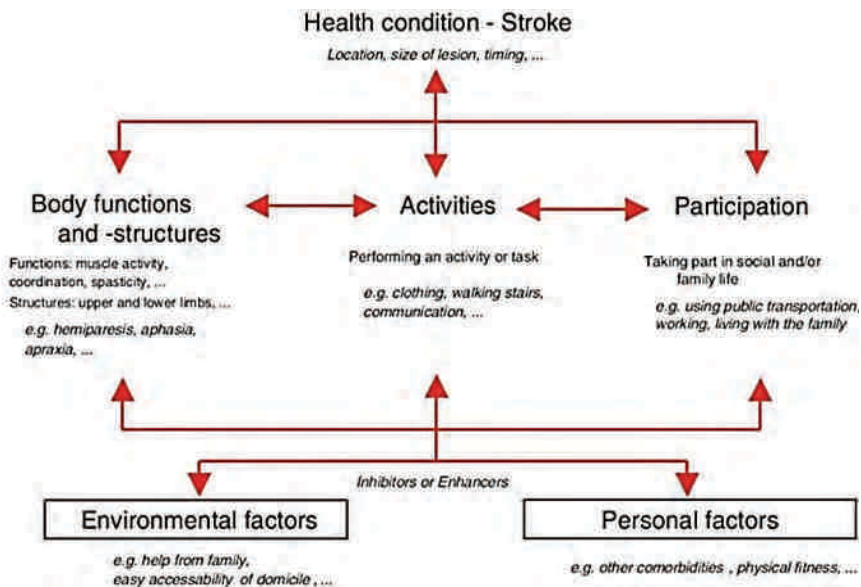 Health condition - Stroke
Location, size of lesion, timing, ...
Body functions
and -structures
Functions: muscle activity,
coordination, spasticity, ...
Structures: upper and lower limbs, ...
e.g. hemiparesis, aphasia,
apraxia, ...
Activities
Performing an activity or task
e.g. clothing, walking stairs,
communication, ...
Participation
Taking part in social and/or
family life
e.g. using public transportation,
working, living with the family
Inhibitors or Enhancers
Environmental factors
e.g. help from family,
easy accessability of domicile , ...
Personal factors
e.g. other comorbidities , physical fitness, ...